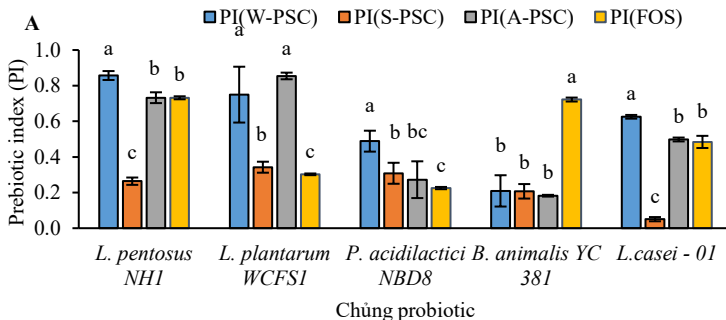 A
PI(W-PSC) PI(S-PSC) PI(A-PSC) PI(FOS)
Prebiotic index (PI)
1.0
0.8
0.6
0.4
0.2
0.0
a c b b
a b a c
a b bc c
b b b a
a c b b
L. pentosus L. plantarum P. acidilactici B. animalis YC L.casei - 01
NH1 WCFS1 NBD8 381
Chủng probiotic